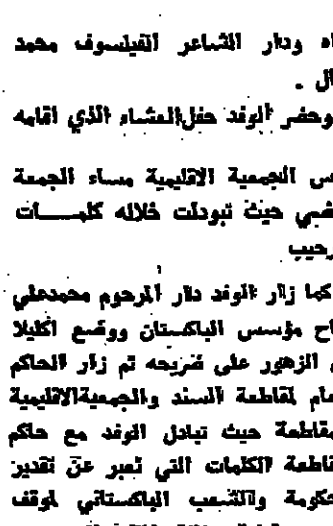 اه ودار الشاعر الفيلسوف محمد
ال .
وحضر الوفد حفل العشاء الذي اقامه
س الجمعية الاقليمية مساء الجمعة
ضي حيث تبودلت خلاله كلمــــات
رحيب
كما زار الوفد دار المرحوم محمدعلي
اح مؤسس الباكستان ووضع اكليلا
الزهور على ضريحه ثم زار الحاكم
عام لمقاطعة السند والجمعيةالاقليمية
مقاطعة حيث تبادل الوفد مع حاكم
قاطعة الكلمات التي تعبر عن تقدير
حكومة والشعب الباكستاني لموقف